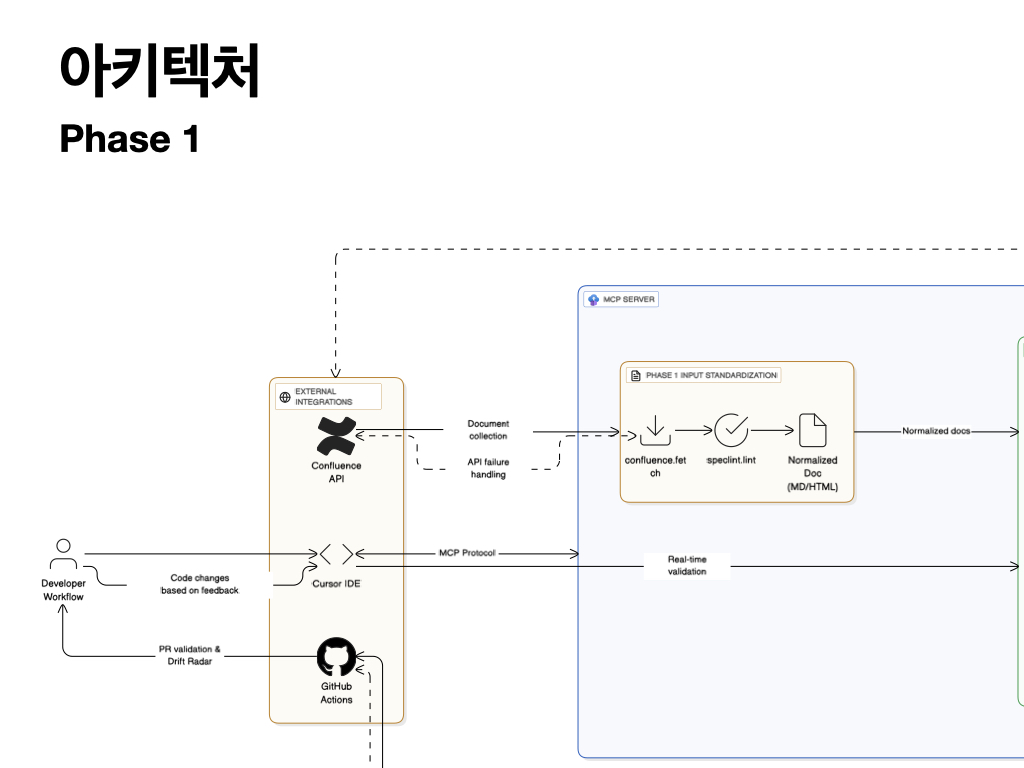 아키텍처
Phase 1
MCP SERVER
PHASE 1 INPUT STANDARDIZATION
EXTERNAL
INTEGRATIONS
Document
collection
API failure
handling
Confluence
API
confluence.fet
ch
speclint.lint
Normalized
Doc
(MD/HTML)
Normalized docs
MCP Protocol
Real-time
validation
Developer
Workflow
Code changes
based on feedback
Cursor IDE
PR validation &
Drift Radar
GitHub
Actions